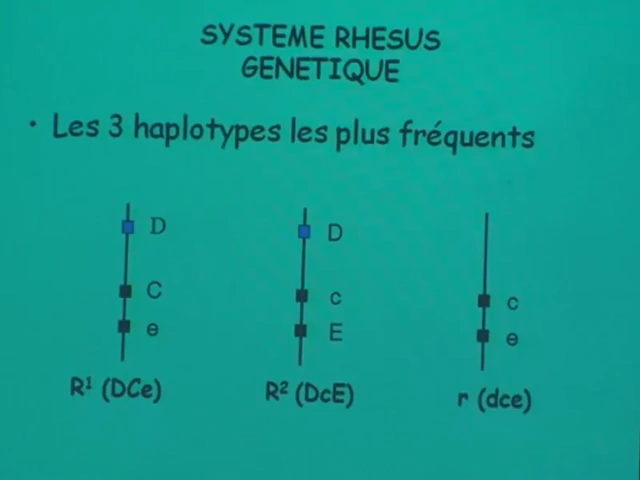 SYSTEME RHESUS
GENETIQUE
• Les 3 haplotypes les plus fréquents
D
C
e
R¹ (DCe)
D
c
E
R² (DcE)
c
e
r (dce)